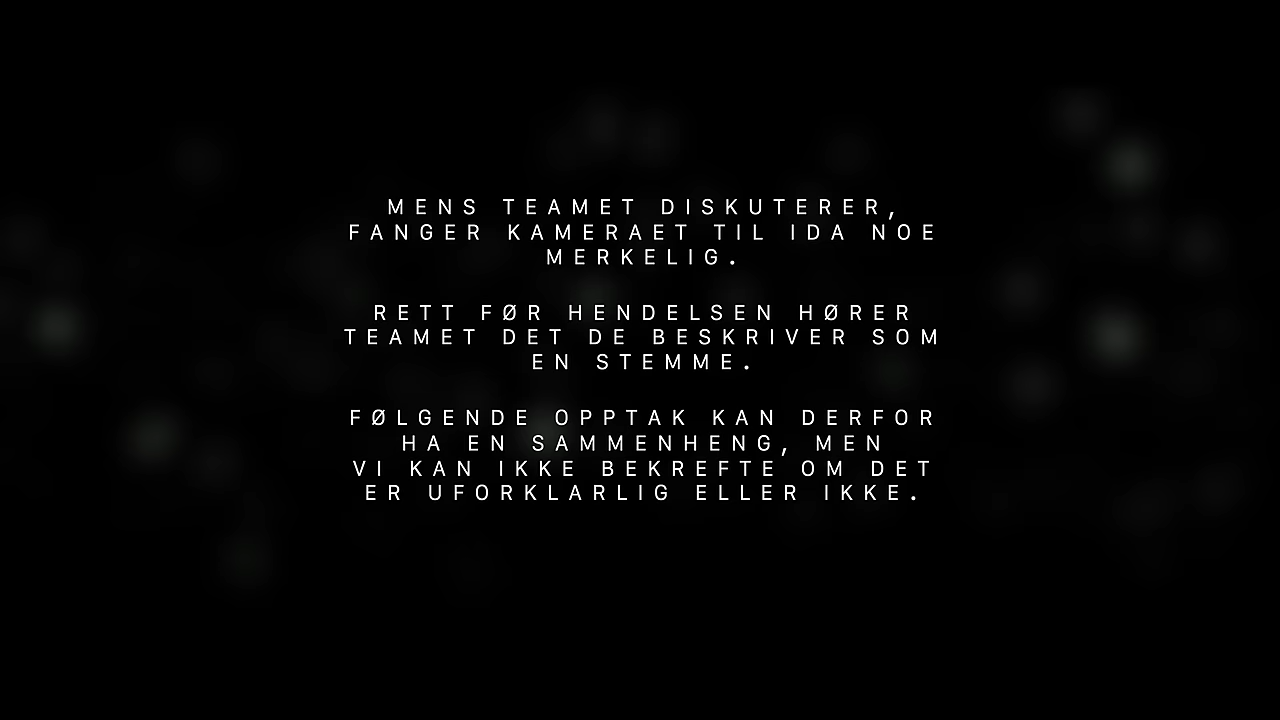 MENS TEAMET DISKUTERER,
FANGER KAMERAET TIL IDA NOE
MERKELIG.
RETT FØR HENDELSEN HØRER
TEAMET DET DE BESKRIVER SOM
EN STEMME.
FØLGENDE OPPTAK KAN DERFOR
HA EN SAMMENHENG, MEN
VI KAN IKKE BEKREFTE OM DET
ER UFORKLARLIG ELLER IKKE.